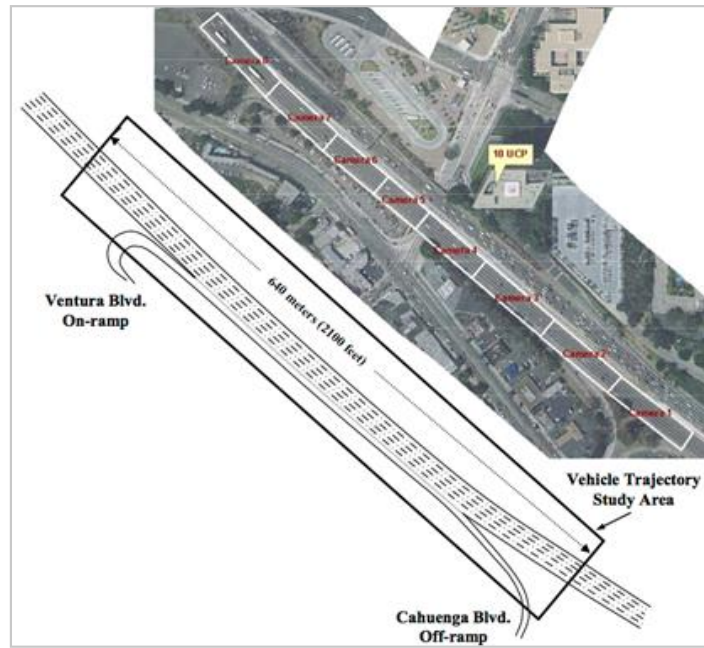 Camera 8
Camera 7
Camera 6
Camera 5
Camera 4
Camera 3
Camera 2
Camera 1
10 UCP
640 meters (2100 feet)
Ventura Blvd.
On-ramp
Vehicle Trajectory
Study Area
Cahuenga Blvd.
Off-ramp